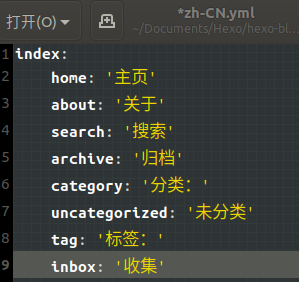 打开(O)
*zh-CN.yml
~/Documents/Hexo/hexo-bl
1 index:
2 home: '主页'
3 about: '关于'
4 search: '搜索'
5 archive: '归档'
6 category: '分类：'
7 uncategorized: '未分类'
8 tag: '标签：'
9 inbox: '收集'